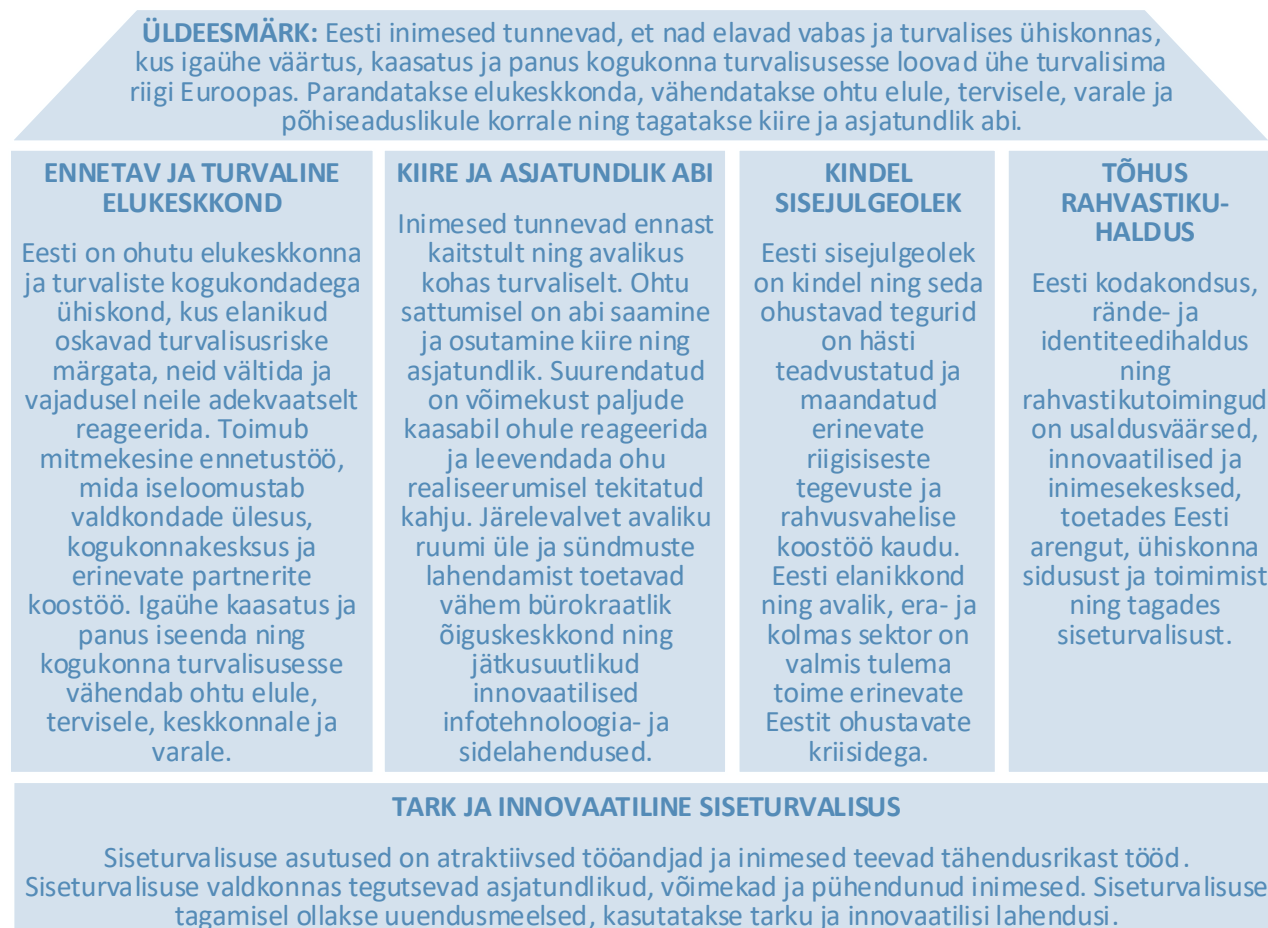 ÜLDEESMÄRK: Eesti inimesed tunnevad, et nad elavad vabas ja turvalises ühiskonnas,
kus igaühe väärtus, kaasatus ja panus kogukonna turvalisusesse loovad ühe turvalisima
riigi Euroopas. Parandatakse elukeskkonda, vähendatakse ohtu elule, tervisele, varale ja
põhiseaduslikule korrale ning tagatakse kiire ja asjatundlik abi.
ENNETAV JA TURVALINE
ELUKESKKOND
Eesti on ohutu elukeskkonna
ja turvaliste kogukondadega
ühiskond, kus elanikud
oskavad turvalisusriske
märgata, neid vältida ja
vajadusel neile adekvaatselt
reageerida. Toimub
mitmekesine ennetustöö,
mida iseloomustab
valdkondade ülesus,
kogukonnakesksus ja
erinevate partnerite
koostöö. Igaühe kaasatus ja
panus iseenda ning
kogukonna turvalisusesse
vähendab ohtu elule,
tervisele, keskkonnale ja
varale.
KIIRE JA ASJATUNDLIK ABI
Inimesed tunnevad ennast
kaitstult ning avalikus
kohas turvaliselt. Ohtu
sattumisel on abi saamine
ja osutamine kiire ning
asjatundlik. Suurendatud
on võimekust paljude
kaasabil ohule reageerida
ja leevendada ohu
realiseerumisel tekitatud
kahju. Järelevalvet avaliku
ruumi üle ja sündmuste
lahendamist toetavad
vähem bürokraatlik
õiguskeskkond ning
jätkusuutlikud
innovaatilised
infotehnoloogia- ja
sidelahendused.
KINDEL
SISEJULGEOLEK
Eesti sisejulgeolek
on kindel ning seda
ohustavad tegurid
on hästi
teadvustatud ja
maandatud
erinevate
riigisiseste
tegevuste ja
rahvusvahelise
koostöö kaudu.
Eesti elanikkond
ning avalik, era- ja
kolmas sektor on
valmis tulema
toime erinevate
Eestit ohustavate
kriisidega.
TÕHUS
RAHVASTIKU-
HALDUS
Eesti kodakondsus,
rände- ja
identiteedihaldus
ning
rahvastikutoimingud
on usaldusväärsed,
innovaatilised ja
inimesekesksed,
toetades Eesti
arengut, ühiskonna
sidusust ja toimimist
ning tagades
siseturvalisust.
TARK JA INNOVAATILINE SISETURVALISUS
Siseturvalisuse asutused on atraktiivsed tööandjad ja inimesed teevad tähendusrikast tööd.
Siseturvalisuse valdkonnas tegutsevad asjatundlikud, võimekad ja pühendunud inimesed. Siseturvalisuse
tagamisel ollakse uuendusmeelsed, kasutatakse tarku ja innovaatilisi lahendusi.